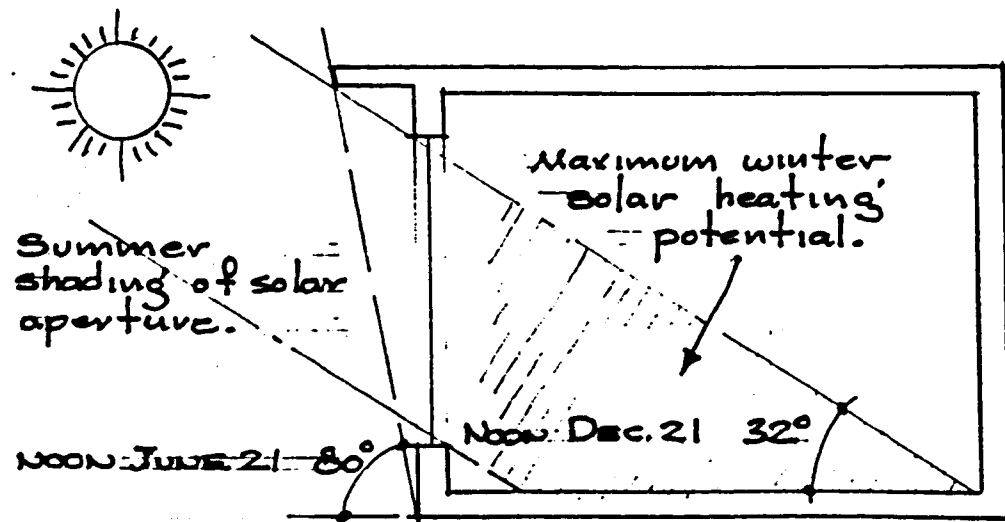 Maximum winter
solar heating
potential.
Summer
shading of solar
aperture.
NOON DEC. 21 32°
NOON JUNE 21 80°